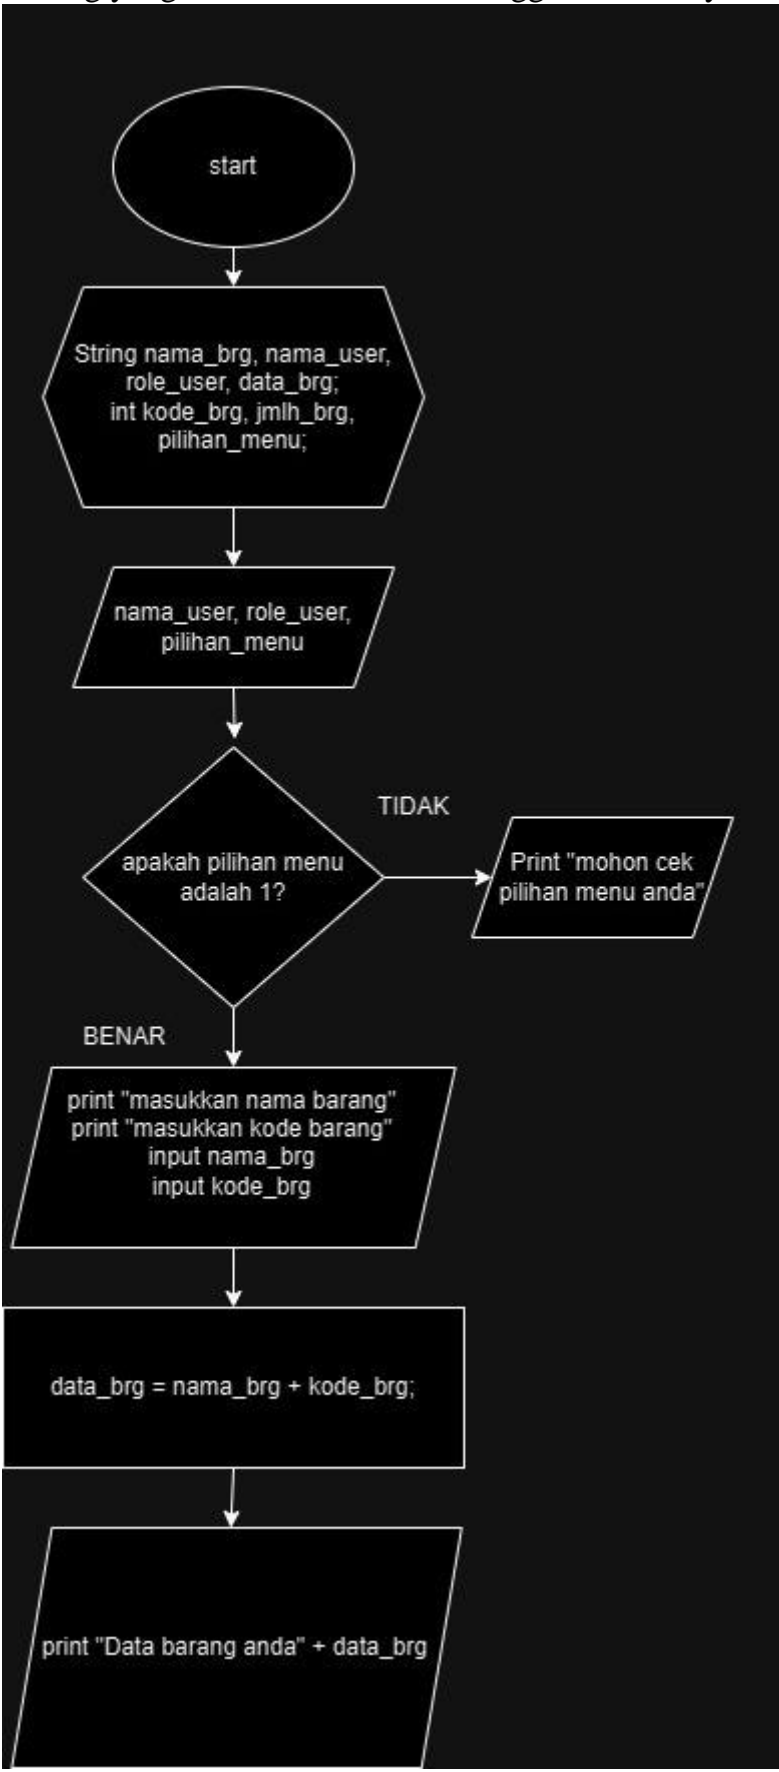 start
String nama_brg, nama_user,
role_user, data_brg;
int kode_brg, jmlh_brg,
pilihan_menu;
nama_user, role_user,
pilihan_menu
apakah pilihan menu
adalah 1?
TIDAK
Print "mohon cek
pilihan menu anda"
BENAR
print "masukkan nama barang"
print "masukkan kode barang"
input nama_brg
input kode_brg
data_brg = nama_brg + kode_brg;
print "Data barang anda" + data_brg